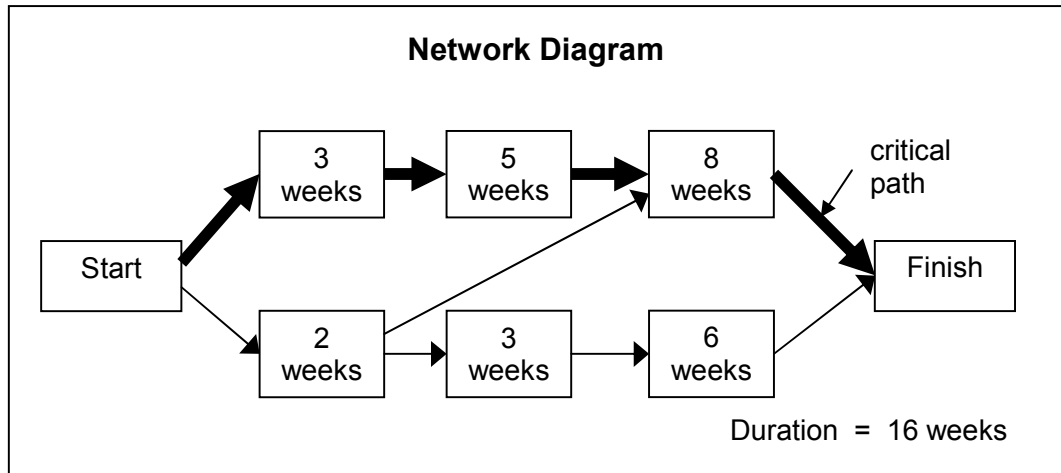 Network Diagram
3
weeks
5
weeks
8
weeks
critical
path
Start
Finish
2
weeks
3
weeks
6
weeks
Duration = 16 weeks